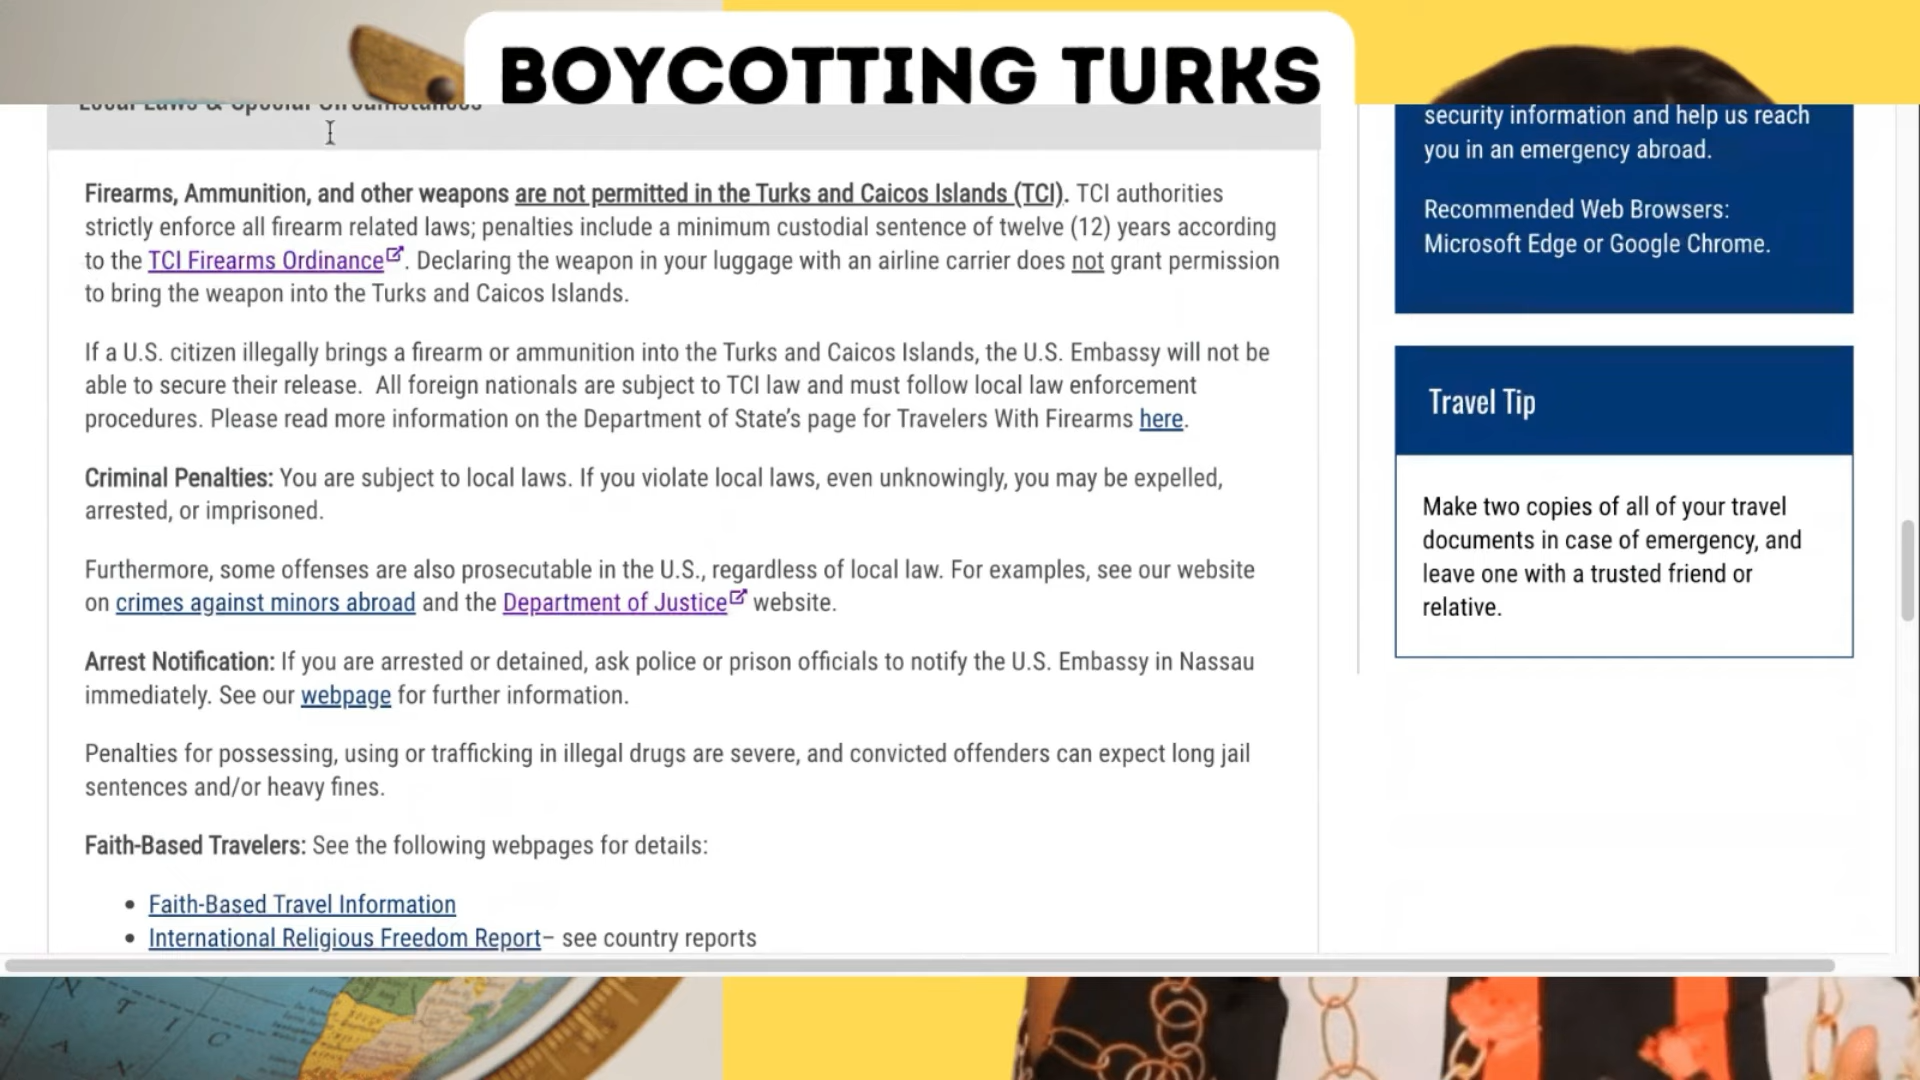 BOYCOTTING TURKS
Local Laws & Special Circumstances
Firearms, Ammunition, and other weapons are not permitted in the Turks and Caicos Islands (TCI). TCI authorities
strictly enforce all firearm related laws; penalties include a minimum custodial sentence of twelve (12) years according
to the TCI Firearms Ordinance. Declaring the weapon in your luggage with an airline carrier does not grant permission
to bring the weapon into the Turks and Caicos Islands.
If a U.S. citizen illegally brings a firearm or ammunition into the Turks and Caicos Islands, the U.S. Embassy will not be
able to secure their release. All foreign nationals are subject to TCI law and must follow local law enforcement
procedures. Please read more information on the Department of State’s page for Travelers With Firearms here.
Criminal Penalties: You are subject to local laws. If you violate local laws, even unknowingly, you may be expelled,
arrested, or imprisoned.
Furthermore, some offenses are also prosecutable in the U.S., regardless of local law. For examples, see our website
on crimes against minors abroad and the Department of Justice website.
Arrest Notification: If you are arrested or detained, ask police or prison officials to notify the U.S. Embassy in Nassau
immediately. See our webpage for further information.
Penalties for possessing, using or trafficking in illegal drugs are severe, and convicted offenders can expect long jail
sentences and/or heavy fines.
Faith-Based Travelers: See the following webpages for details:
• Faith-Based Travel Information
• International Religious Freedom Report– see country reports
security information and help us reach
you in an emergency abroad.
Recommended Web Browsers:
Microsoft Edge or Google Chrome.
Travel Tip
Make two copies of all of your travel
documents in case of emergency, and
leave one with a trusted friend or
relative.